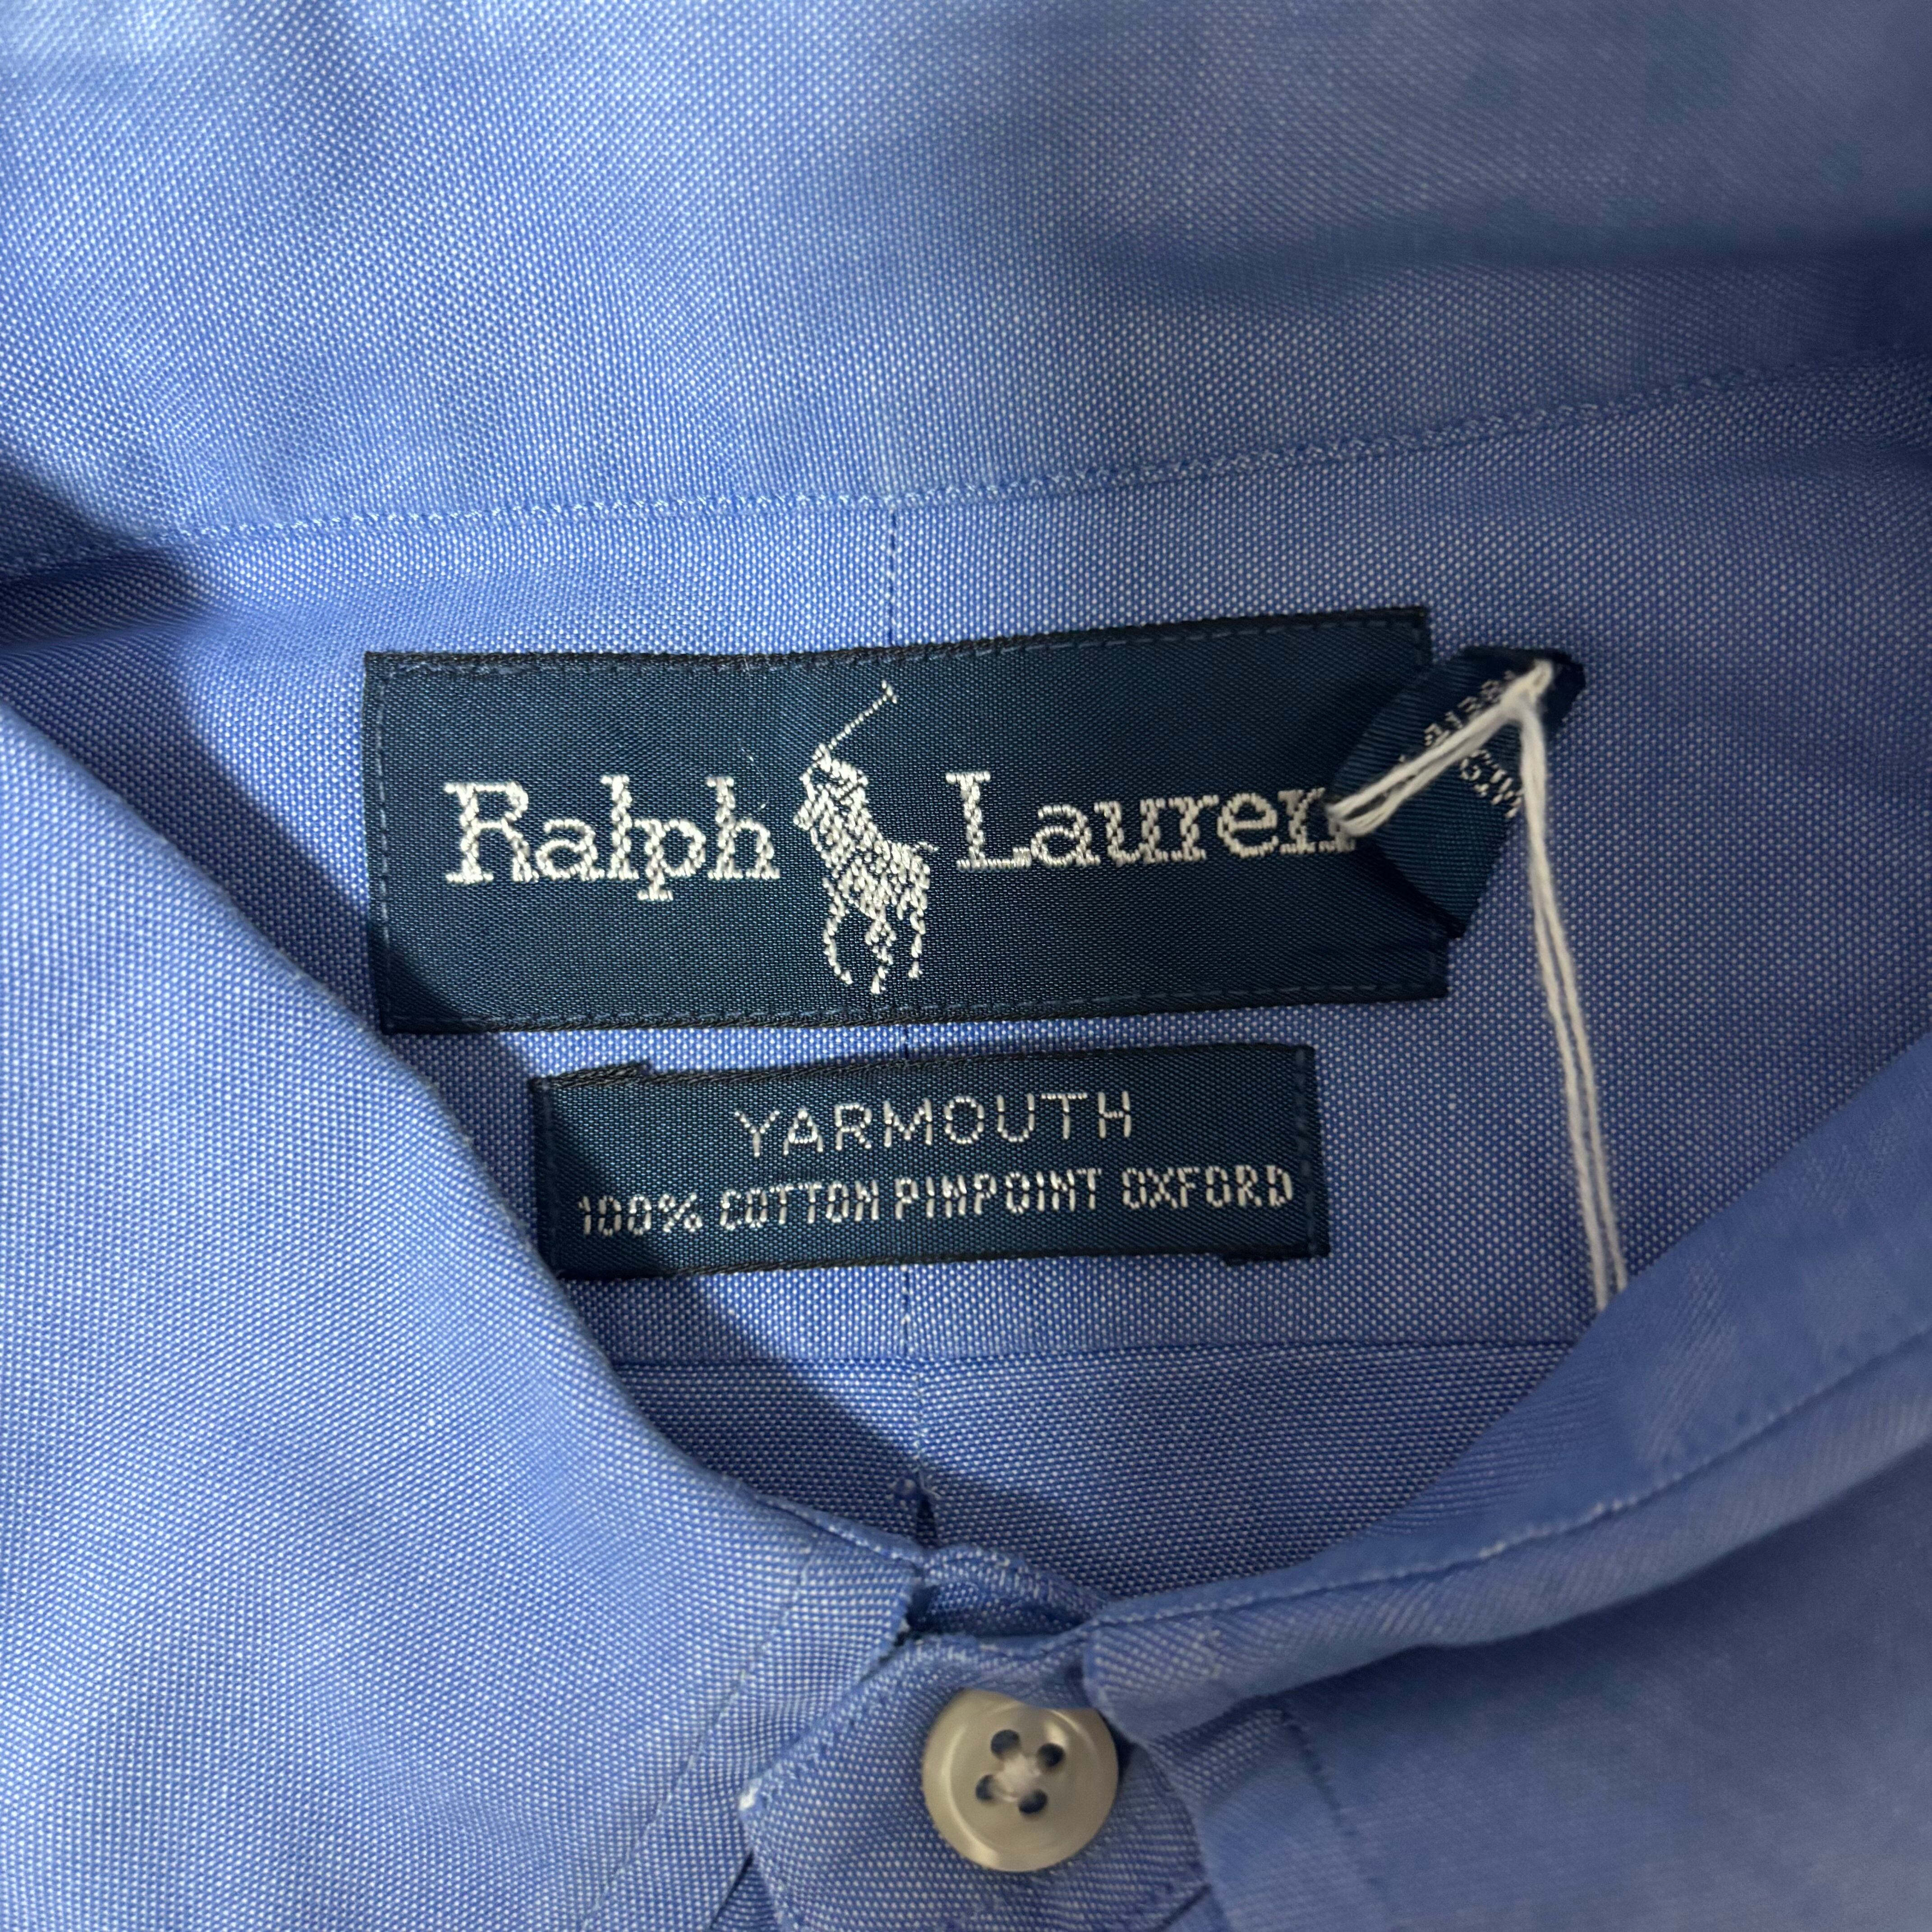 Ralph Lauren
YARMOUTH
100% COTTON PINPOINT OXFORD